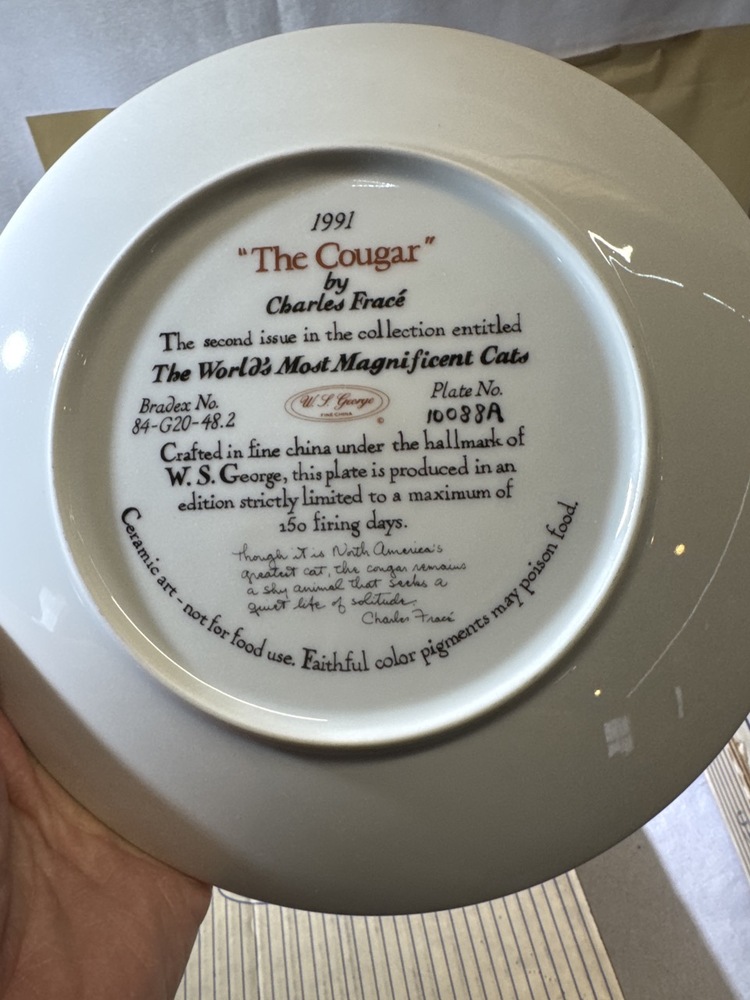 1991
"The Cougar"
by
Charles Fracé
The second issue in the collection entitled
The World's Most Magnificent Cats
Bradex No.
84-G20-48.2
W. S. George
FINE CHINA
©
Plate No.
10088A
Crafted in fine china under the hallmark of
W. S. George, this plate is produced in an
edition strictly limited to a maximum of
150 firing days.
Though it is North America's
greatest cat, the cougar remains
a shy animal that seeks a
quiet life of solitude.
Charles Fracé
Ceramic art - not for food use. Faithful color pigments may poison food.